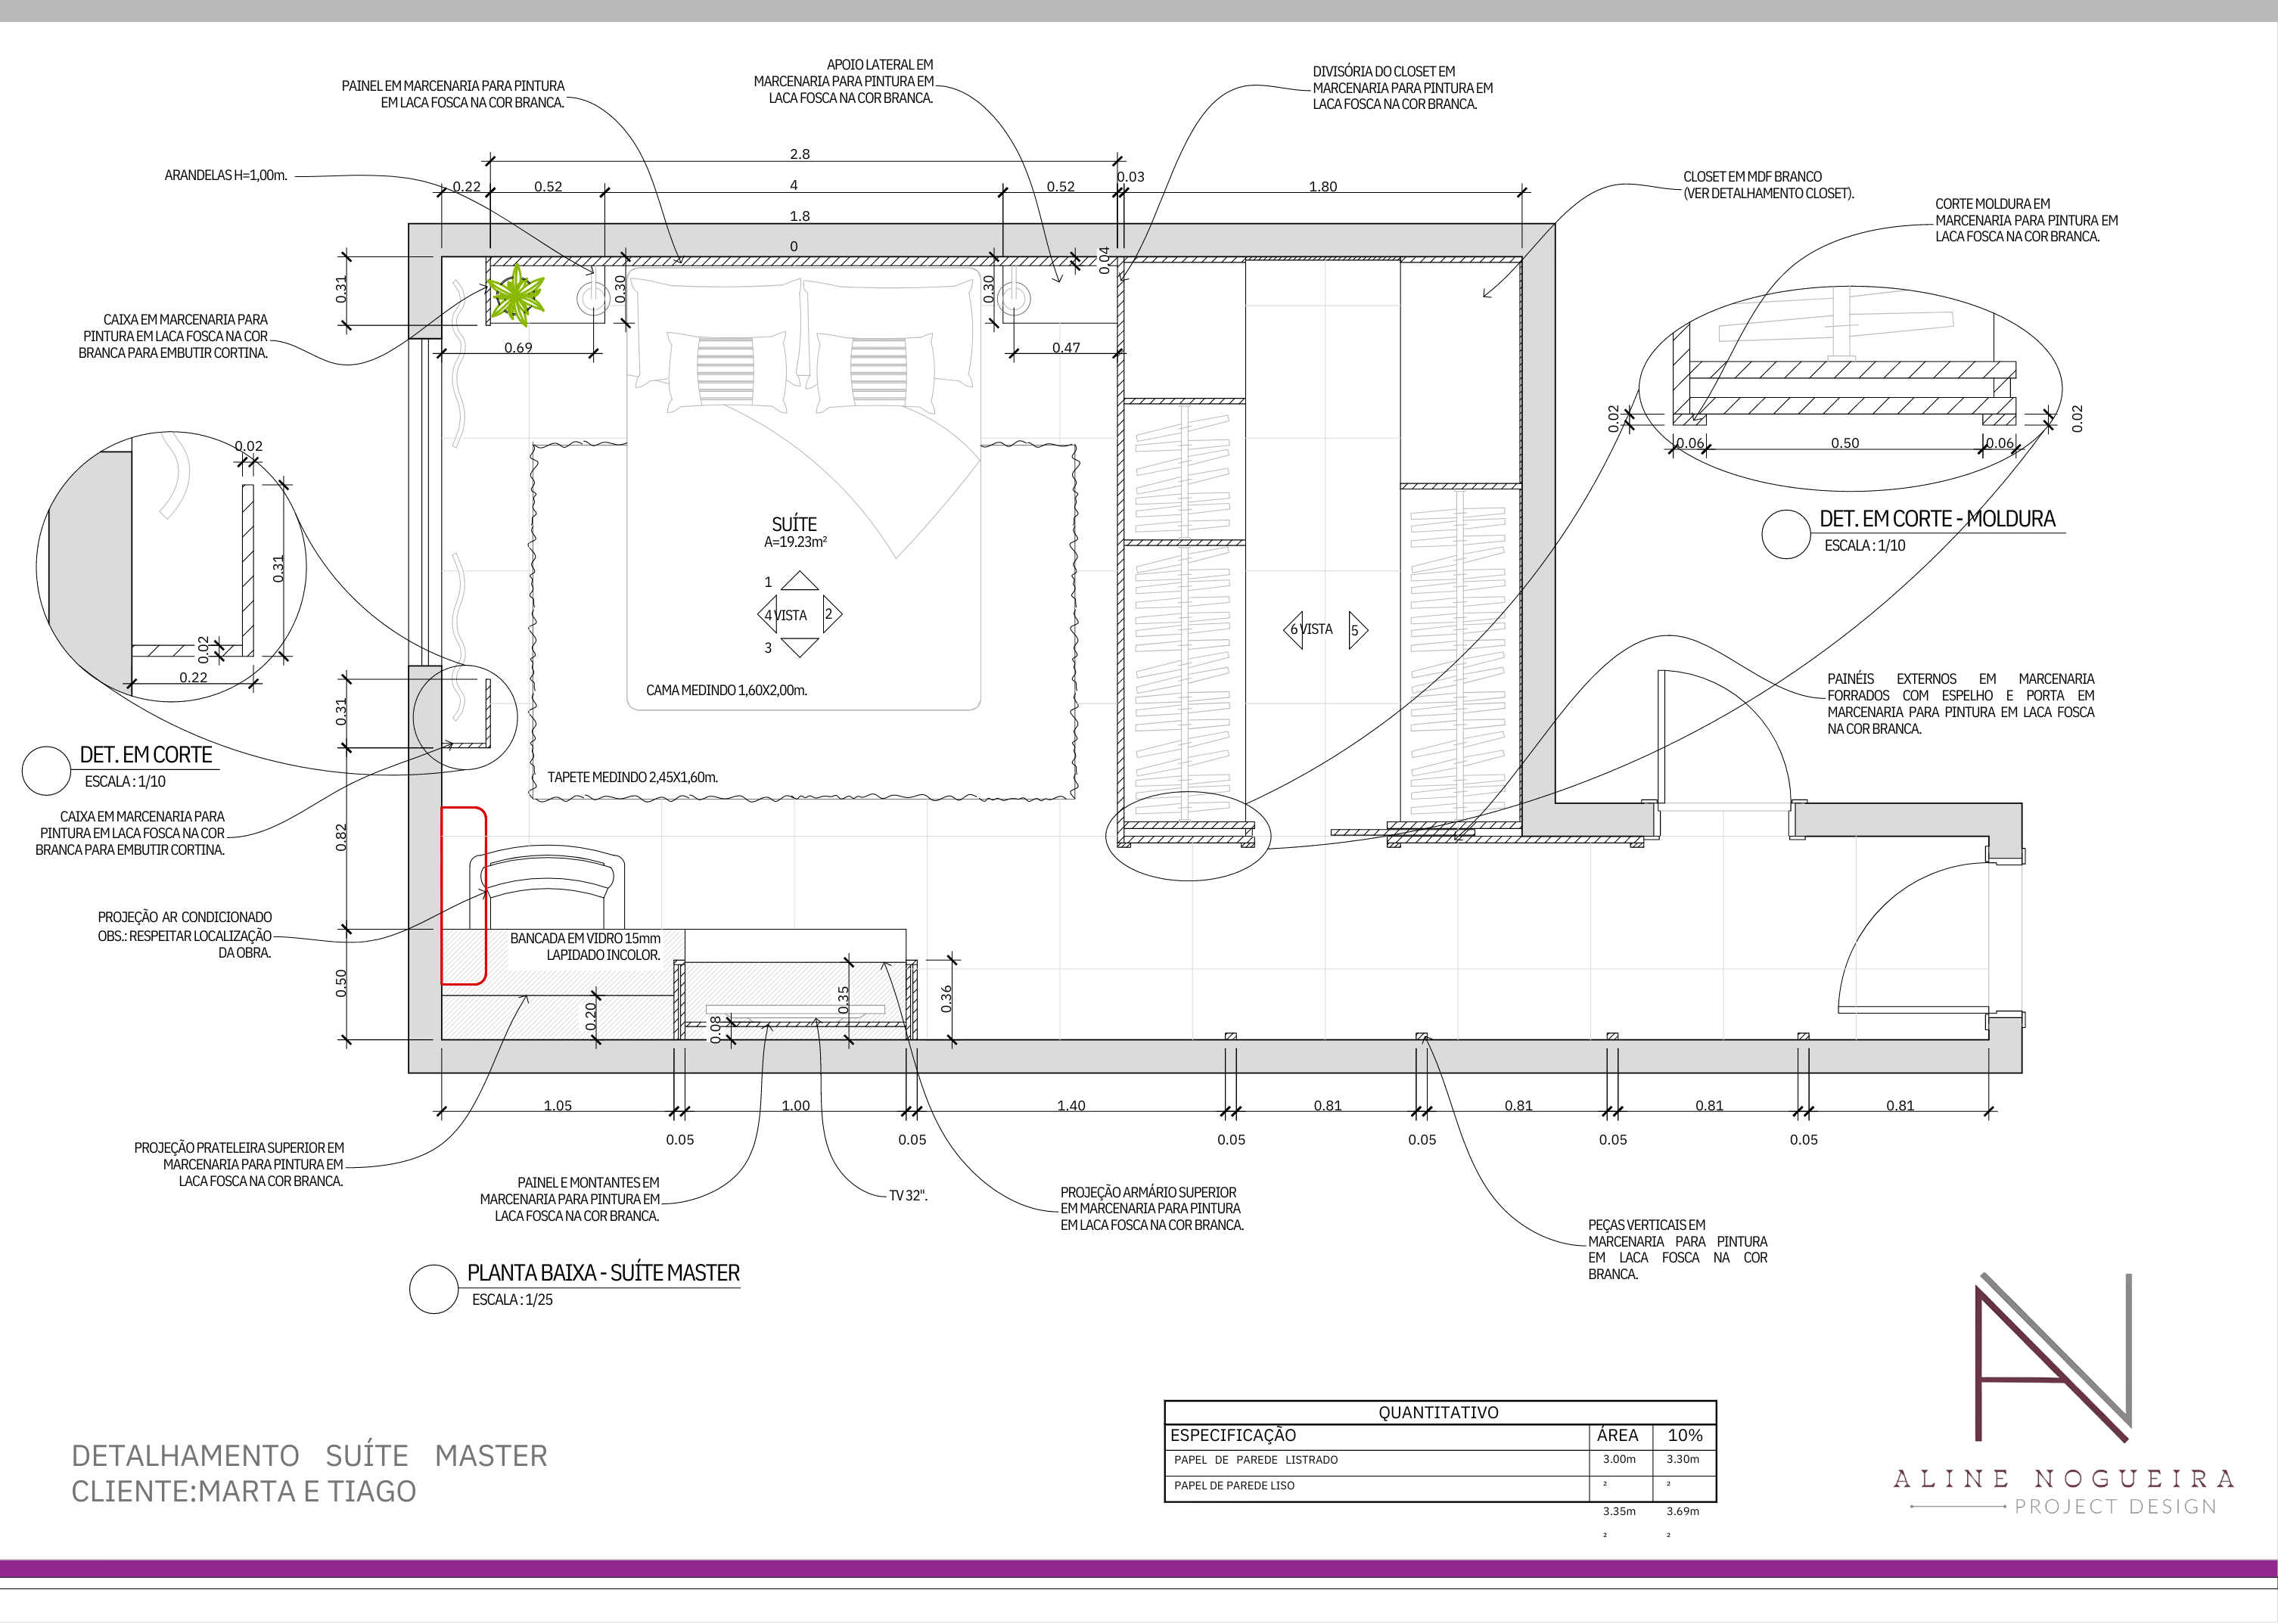 PAINEL EM MARCENARIA PARA PINTURA
EM LACA FOSCA NA COR BRANCA.
APOIO LATERAL EM
MARCENARIA PARA PINTURA EM
LACA FOSCA NA COR BRANCA.
DIVISÓRIA DO CLOSET EM
MARCENARIA PARA PINTURA EM
LACA FOSCA NA COR BRANCA.
ARANDELAS H=1,00m.
CLOSET EM MDF BRANCO
(VER DETALHAMENTO CLOSET).
CORTE MOLDURA EM
MARCENARIA PARA PINTURA EM
LACA FOSCA NA COR BRANCA.
2.8
4
0.22
0.52
0.52
0.03
1.80
1.8
0
0.31
0.30
0.30
0.04
0.69
0.47
CAIXA EM MARCENARIA PARA
PINTURA EM LACA FOSCA NA COR
BRANCA PARA EMBUTIR CORTINA.
0.02
0.31
0.02
0.22
DET. EM CORTE
ESCALA : 1/10
0.02
0.02
0.06
0.50
0.06
DET. EM CORTE - MOLDURA
ESCALA : 1/10
SUÍTE
A=19.23m²
1
4 VISTA 2
3
6 VISTA 5
CAMA MEDINDO 1,60X2,00m.
TAPETE MEDINDO 2,45X1,60m.
PAINÉIS EXTERNOS EM MARCENARIA
FORRADOS COM ESPELHO E PORTA EM
MARCENARIA PARA PINTURA EM LACA FOSCA
NA COR BRANCA.
CAIXA EM MARCENARIA PARA
PINTURA EM LACA FOSCA NA COR
BRANCA PARA EMBUTIR CORTINA.
0.31
0.82
0.50
PROJEÇÃO AR CONDICIONADO
OBS.: RESPEITAR LOCALIZAÇÃO
DA OBRA.
BANCADA EM VIDRO 15mm
LAPIDADO INCOLOR.
0.20
0.08
0.35
0.36
1.05
1.00
1.40
0.81
0.81
0.81
0.81
0.05
0.05
0.05
0.05
0.05
0.05
PROJEÇÃO PRATELEIRA SUPERIOR EM
MARCENARIA PARA PINTURA EM
LACA FOSCA NA COR BRANCA.
PAINEL E MONTANTES EM
MARCENARIA PARA PINTURA EM
LACA FOSCA NA COR BRANCA.
TV 32".
PROJEÇÃO ARMÁRIO SUPERIOR
EM MARCENARIA PARA PINTURA
EM LACA FOSCA NA COR BRANCA.
PEÇAS VERTICAIS EM
MARCENARIA PARA PINTURA
EM LACA FOSCA NA COR
BRANCA.
PLANTA BAIXA - SUÍTE MASTER
ESCALA : 1/25
DETALHAMENTO SUÍTE MASTER
CLIENTE:MARTA E TIAGO
QUANTITATIVO
ESPECIFICAÇÃO ÁREA 10%
PAPEL DE PAREDE LISTRADO 3.00m 3.30m
PAPEL DE PAREDE LISO ² ²
3.35m 3.69m
² ²
ALINE NOGUEIRA
PROJECT DESIGN